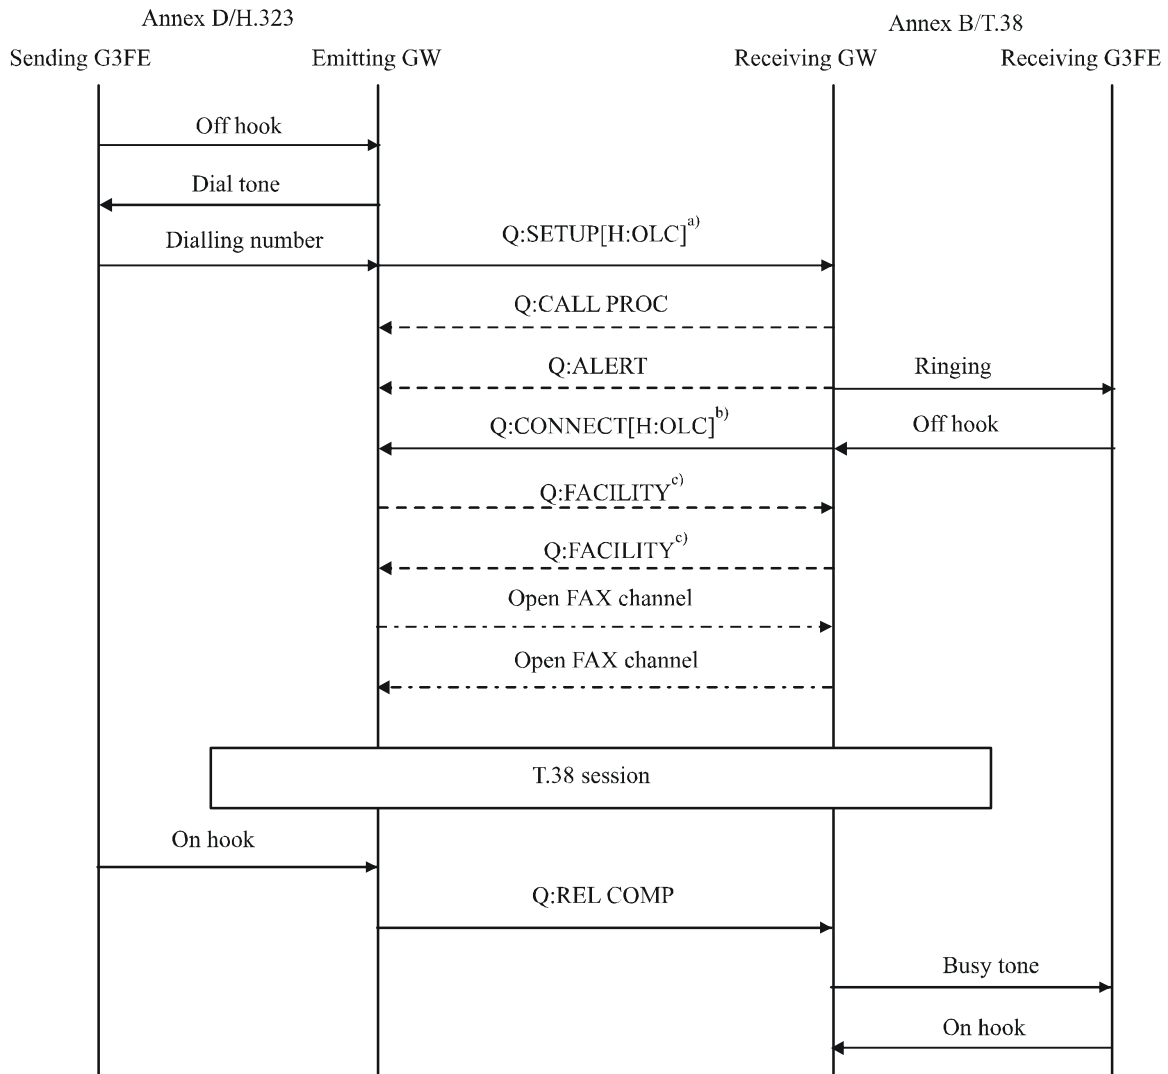 Annex D/H.323
Annex B/T.38
Sending G3FE
Emitting GW
Receiving GW
Receiving G3FE
Off hook
Dial tone
Dialling number
Q:SETUP[H:OLC]a)
Q:CALL PROC
Q:ALERT
Ringing
Q:CONNECT[H:OLC]b)
Off hook
Q:FACILITYc)
Q:FACILITYc)
Open FAX channel
Open FAX channel
T.38 session
On hook
Q:REL COMP
Busy tone
On hook